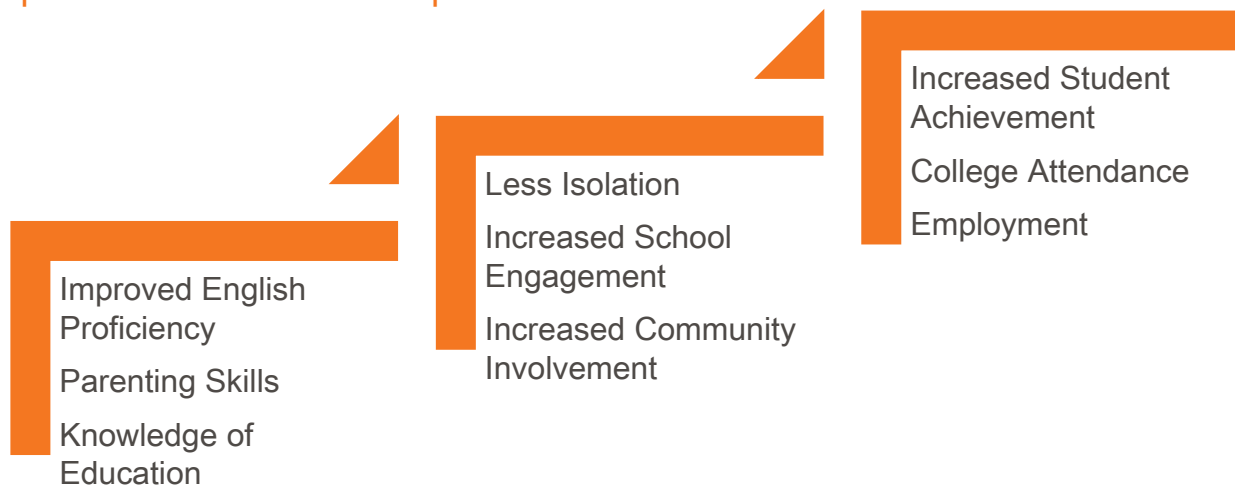 Improved English
Proficiency
Parenting Skills
Knowledge of
Education
Less Isolation
Increased School
Engagement
Increased Community
Involvement
Increased Student
Achievement
College Attendance
Employment